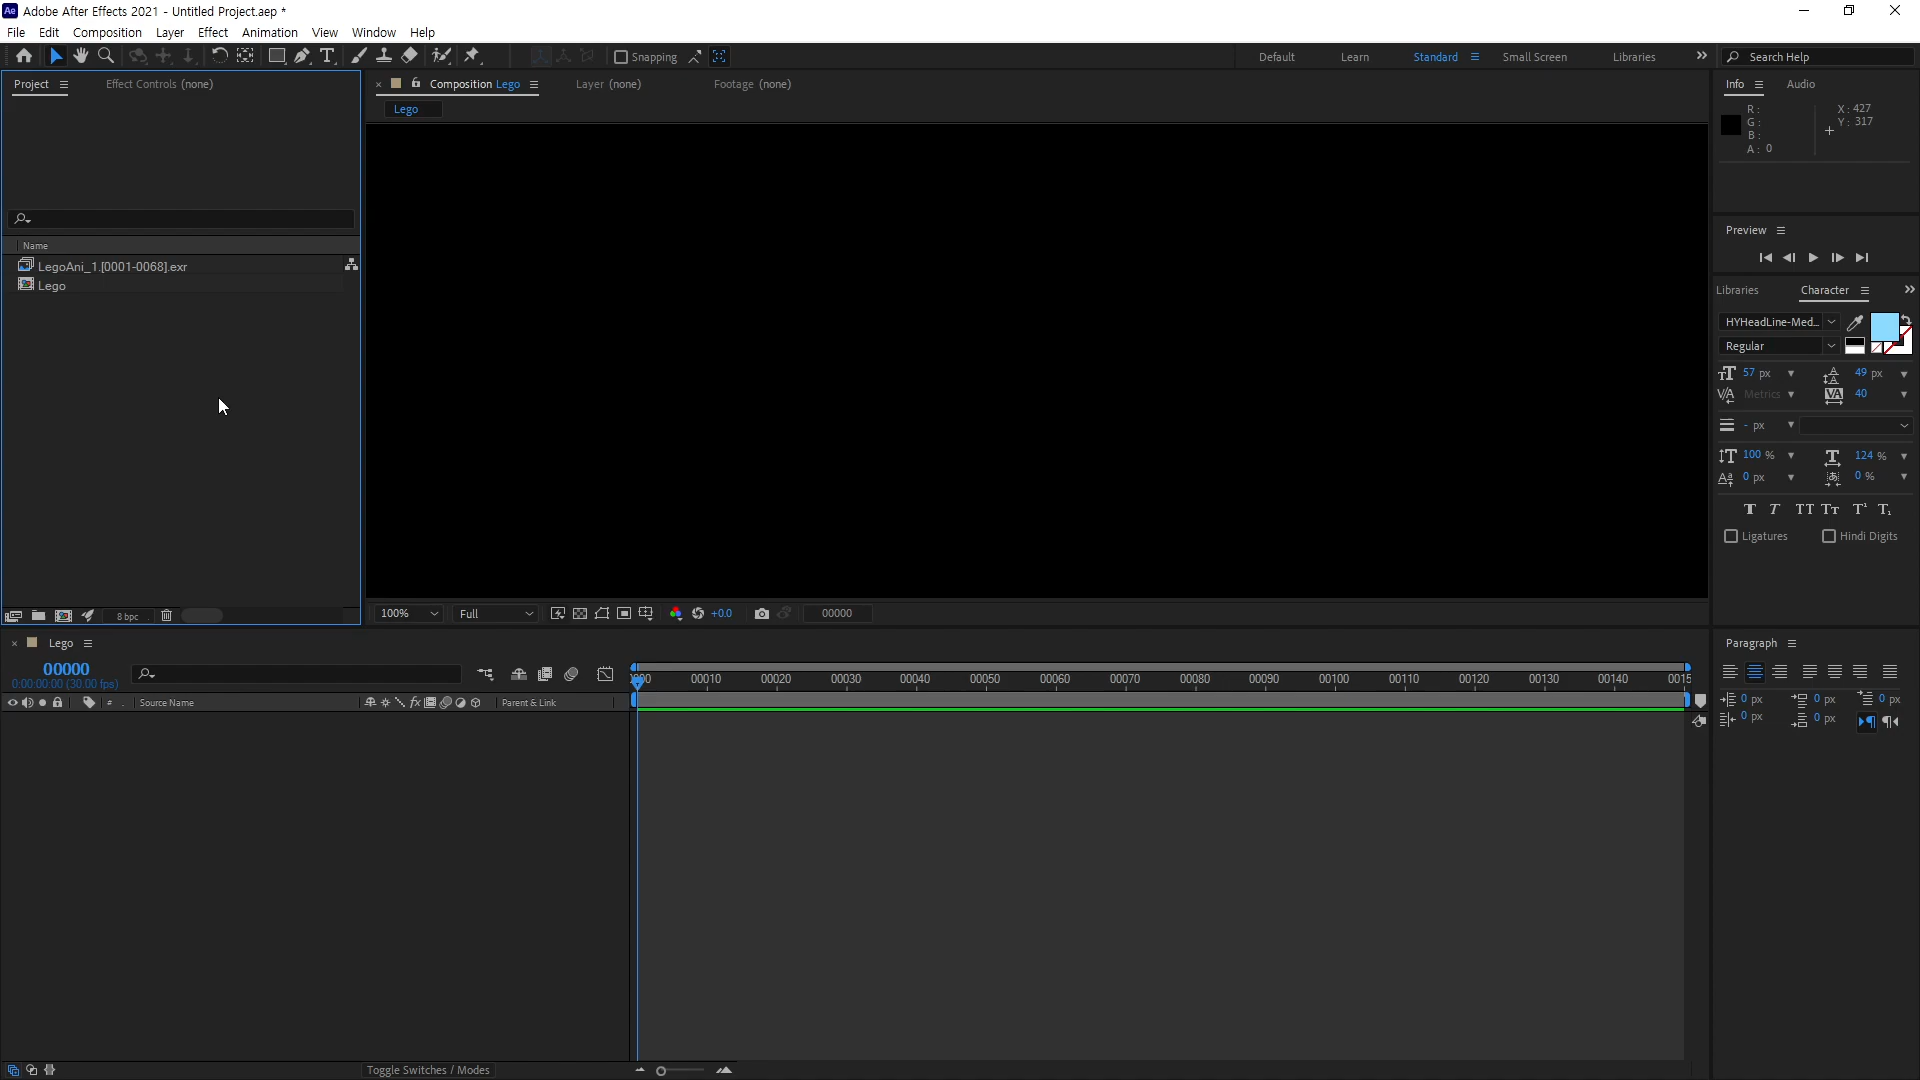 Adobe After Effects 2021 - Untitled Project.aep *
File Edit Composition Layer Effect Animation View Window Help
Snapping
Default Learn Standard Small Screen Libraries
Search Help
Project
Effect Controls (none)
Composition Lego
Layer (none)
Footage (none)
Lego
Name
LegoAni_1.[0001-0068].exr
Lego
8 bpc
100%
Full
+0.0
00000
Info
Audio
R :
G :
B :
A : 0
X : 427
Y : 317
Preview
Libraries
Character
HYHeadLine-Med...
Regular
57 px
49 px
Metrics
40
- px
100 %
124 %
0 px
0 %
Ligatures
Hindi Digits
Lego
00000
0:00:00:00 (30.00 fps)
00010 00020 00030 00040 00050 00060 00070 00080 00090 00100 00110 00120 00130 00140 0015
# Source Name
Parent & Link
Toggle Switches / Modes
Paragraph
0 px
0 px
0 px
0 px
0 px